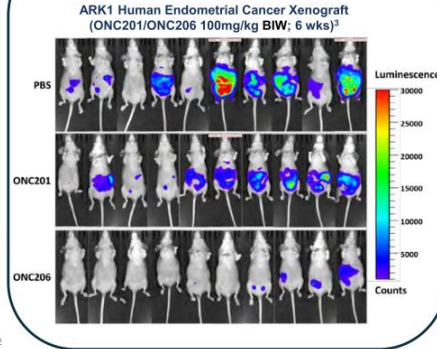 ARK1 Human Endometrial Cancer Xenograft
(ONC201/ONC206 100mg/kg BIW; 6 wks)³
PBS
ONC201
ONC206
Luminescence
30000
25000
20000
15000
10000
5000
Counts